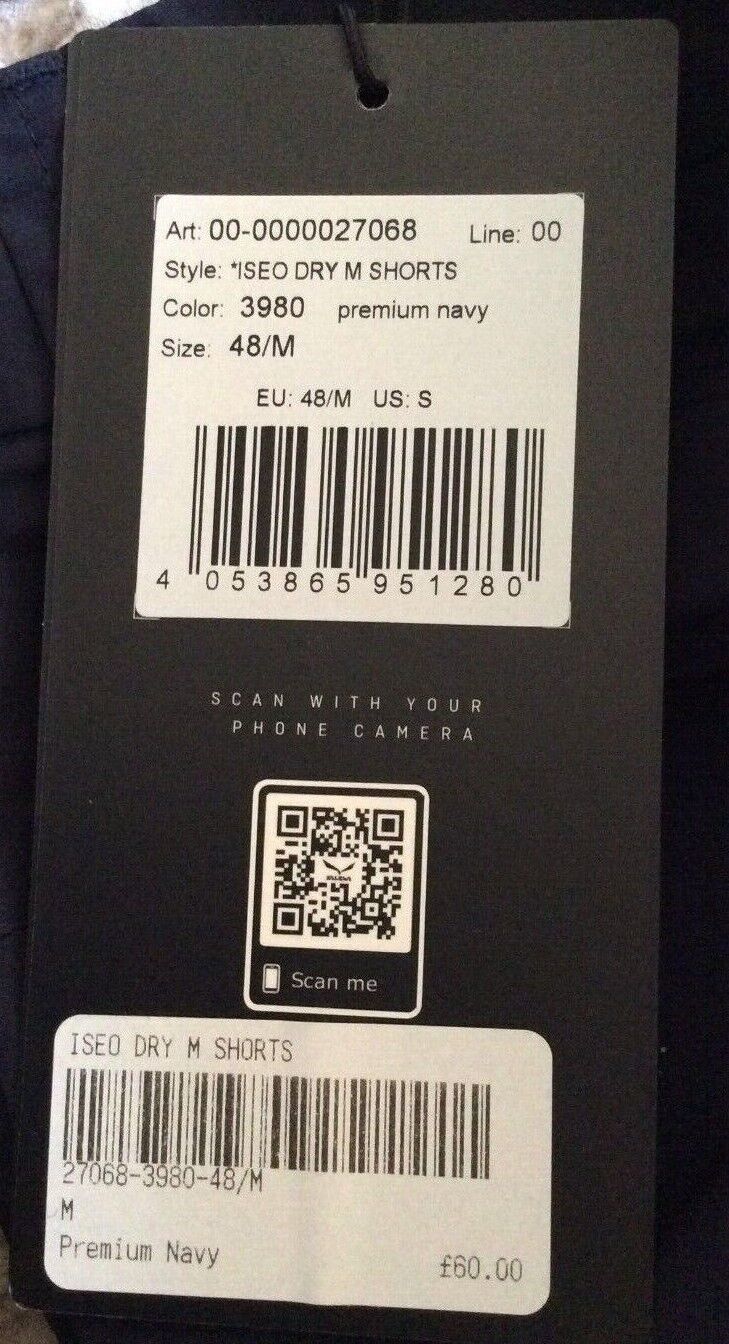 Art: 00-0000027068 Line: 00
Style: *ISEO DRY M SHORTS
Color: 3980 premium navy
Size: 48/M
EU: 48/M US: S
4 053865 951280
SCAN WITH YOUR
PHONE CAMERA
SALEWA
Scan me
ISEO DRY M SHORTS
27068-3980-48/M
M
Premium Navy £60.00